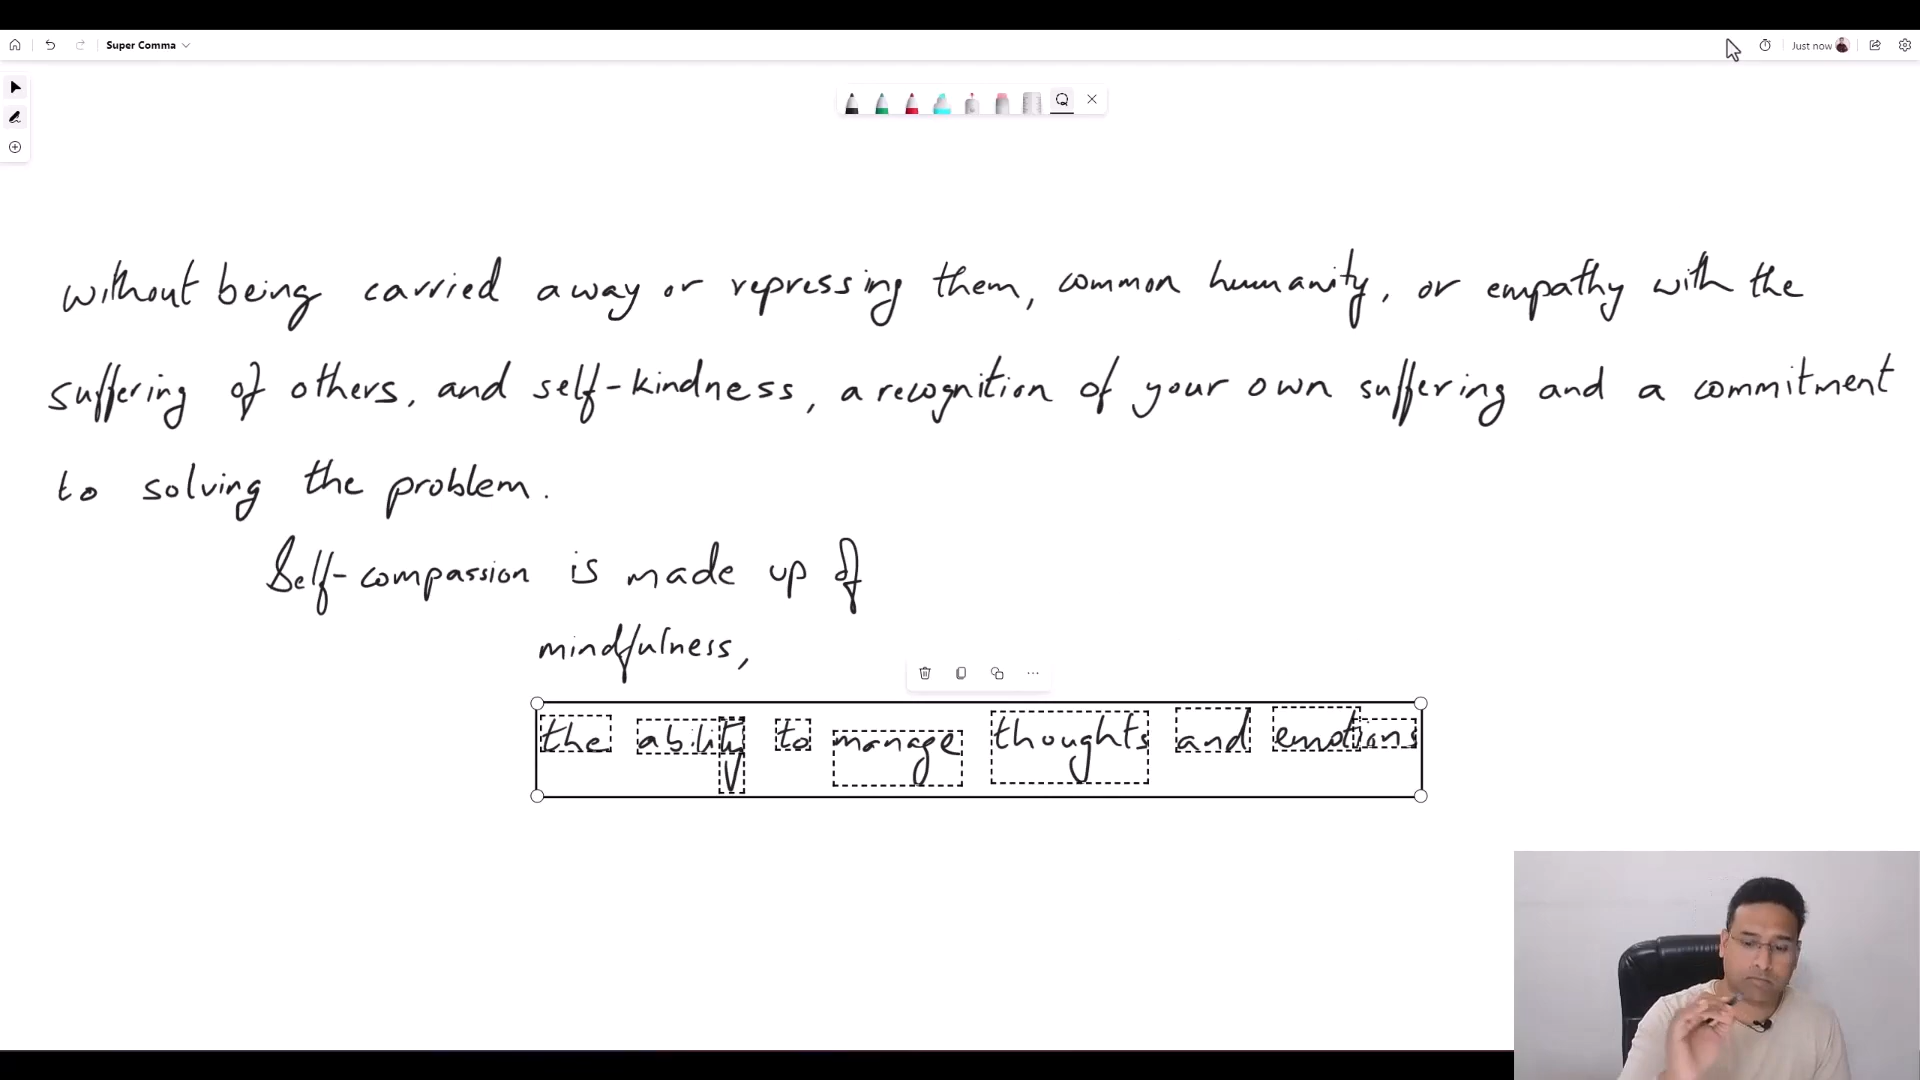 Super Comma
Just now
without being carried away or repressing them, common humanity, or empathy with the
suffering of others, and self-kindness, a recognition of your own suffering and a commitment
to solving the problem.
Self-compassion is made up of
mindfulness,
the ability to manage thoughts and emotions